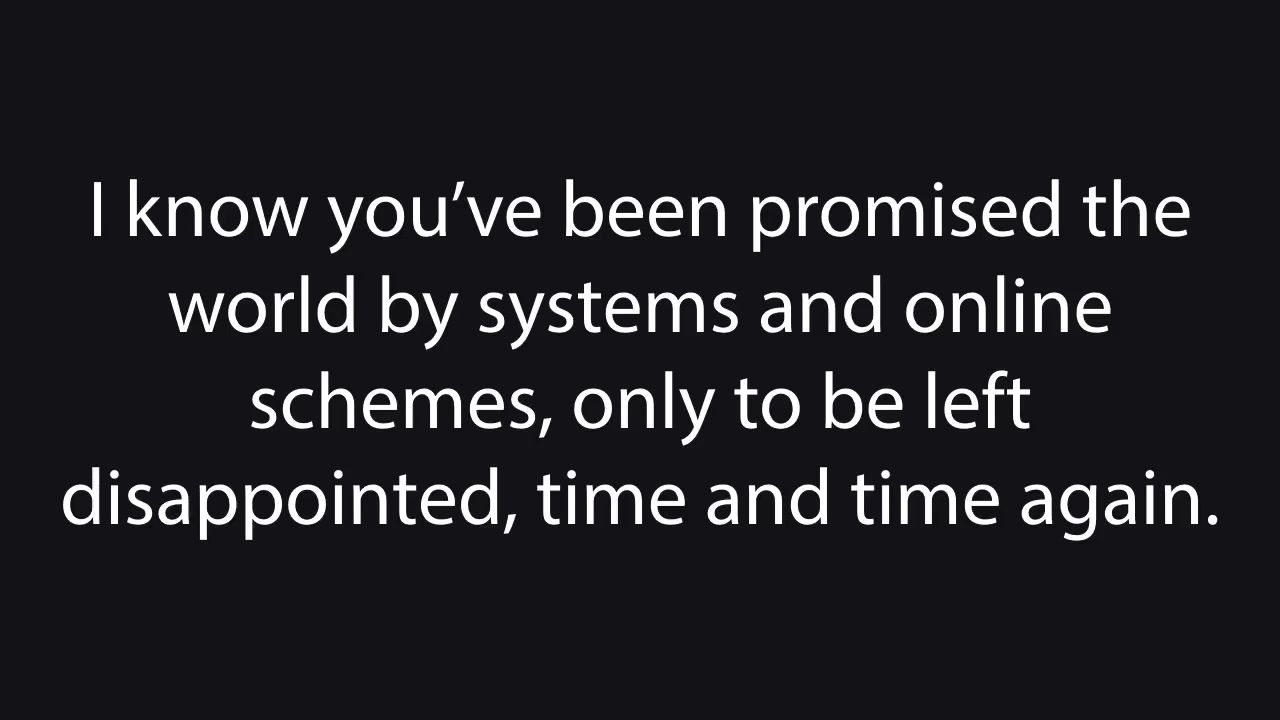 I know you’ve been promised the
world by systems and online
schemes, only to be left
disappointed, time and time again.